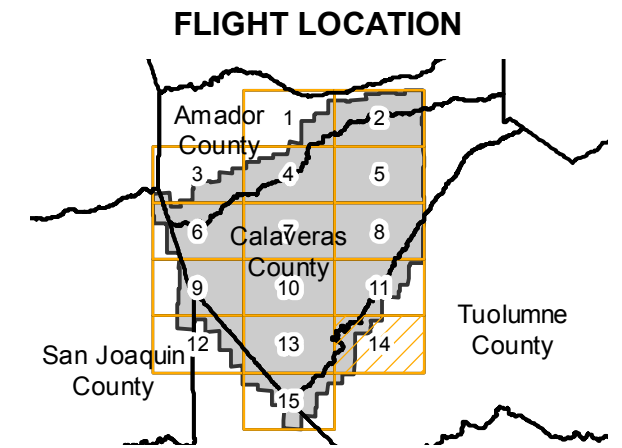 FLIGHT LOCATION
Amador
County
1
2
3
4
5
6
7
8
Calaveras
County
9
10
11
Tuolumne
County
12
13
14
San Joaquin
County
15